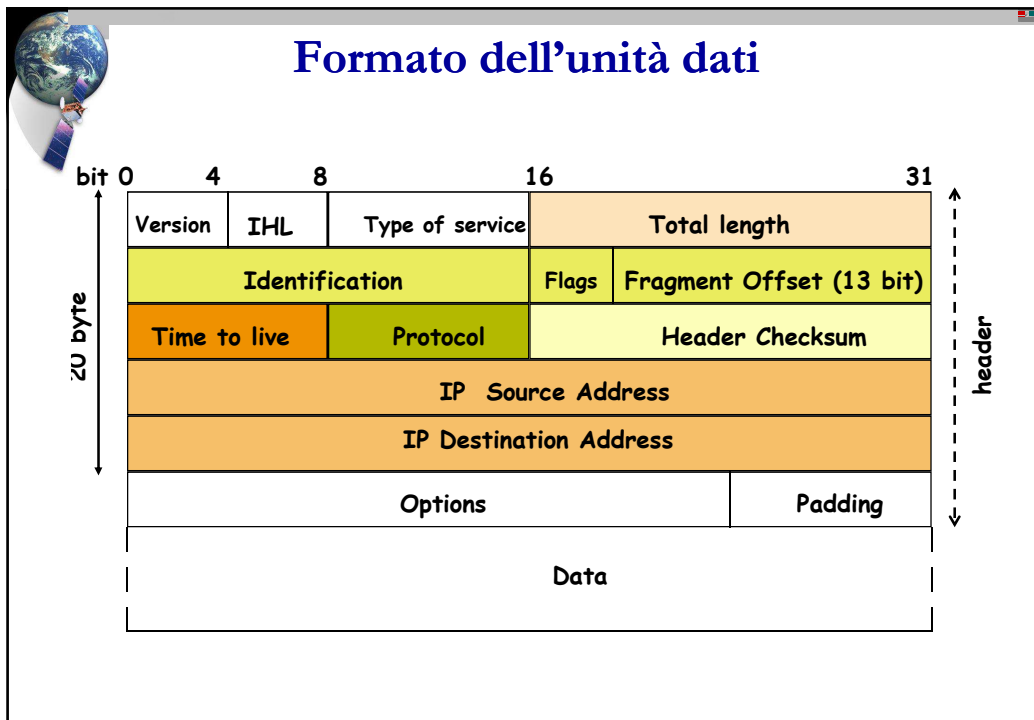 Formato dell'unità dati
bit 0 4 8 16 31
Version IHL Type of service Total length
Identification Flags Fragment Offset (13 bit)
Time to live Protocol Header Checksum
IP Source Address
IP Destination Address
Options Padding
Data
20 byte
header